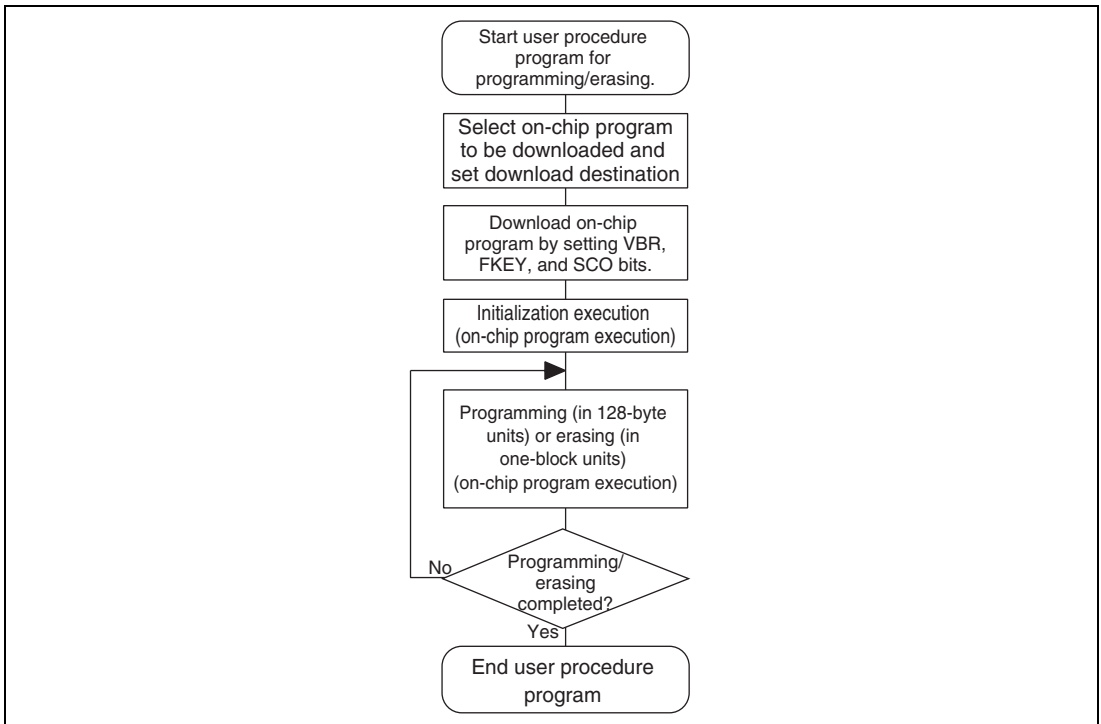 Start user procedure
program for
programming/erasing.
Select on-chip program
to be downloaded and
set download destination
Download on-chip
program by setting VBR,
FKEY, and SCO bits.
Initialization execution
(on-chip program execution)
Programming (in 128-byte
units) or erasing (in
one-block units)
(on-chip program execution)
No
Programming/
erasing
completed?
Yes
End user procedure
program